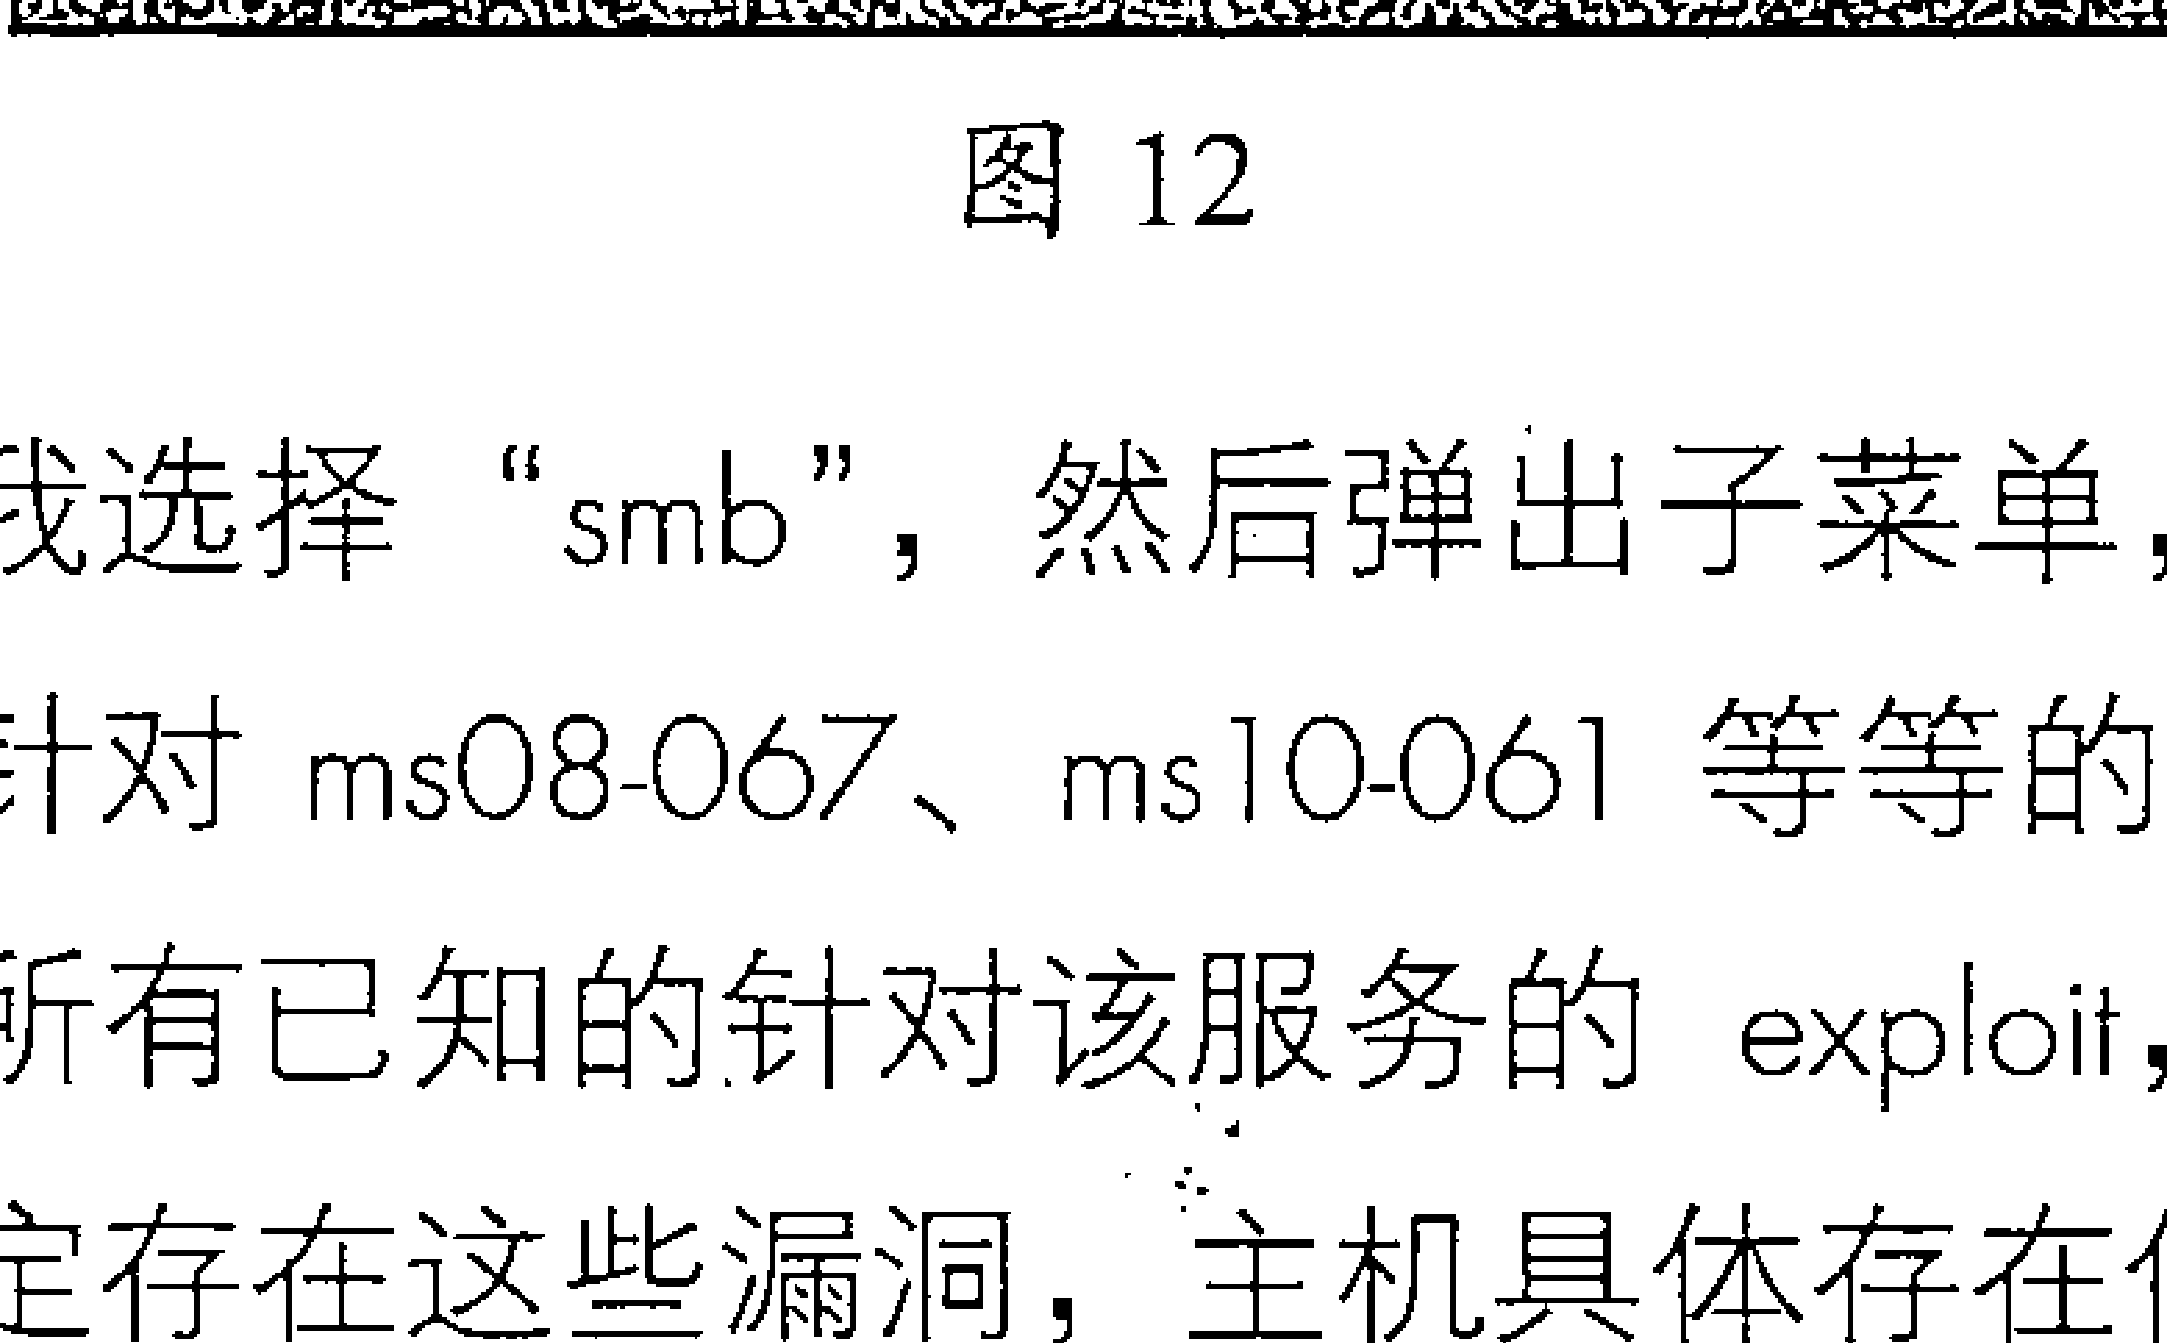 图 12
我选择 “smb”， 然后弹出子菜单，
针对 ms08-067、 ms10-061 等等的
所有已知的针对该服务的 exploit，
定存在这些漏洞， 主机具体存在